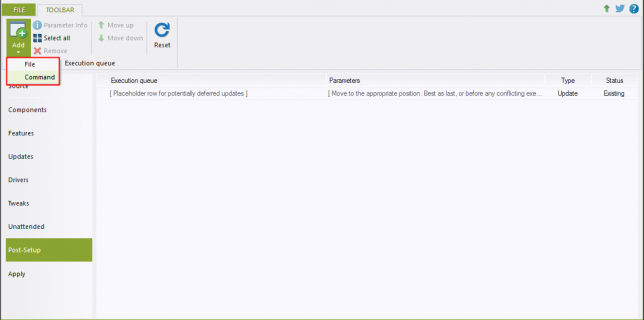 FILE TOOLBAR
Add
Parameter Info
Select all
Remove
Move up
Move down
Reset
File
Command
Execution queue
Source
Components
Features
Updates
Drivers
Tweaks
Unattended
Post-Setup
Apply
Execution queue Parameters Type Status
[ Placeholder row for potentially deferred updates ] [ Move to the appropriate position. Best as last, or before any conflicting exe... Update Existing